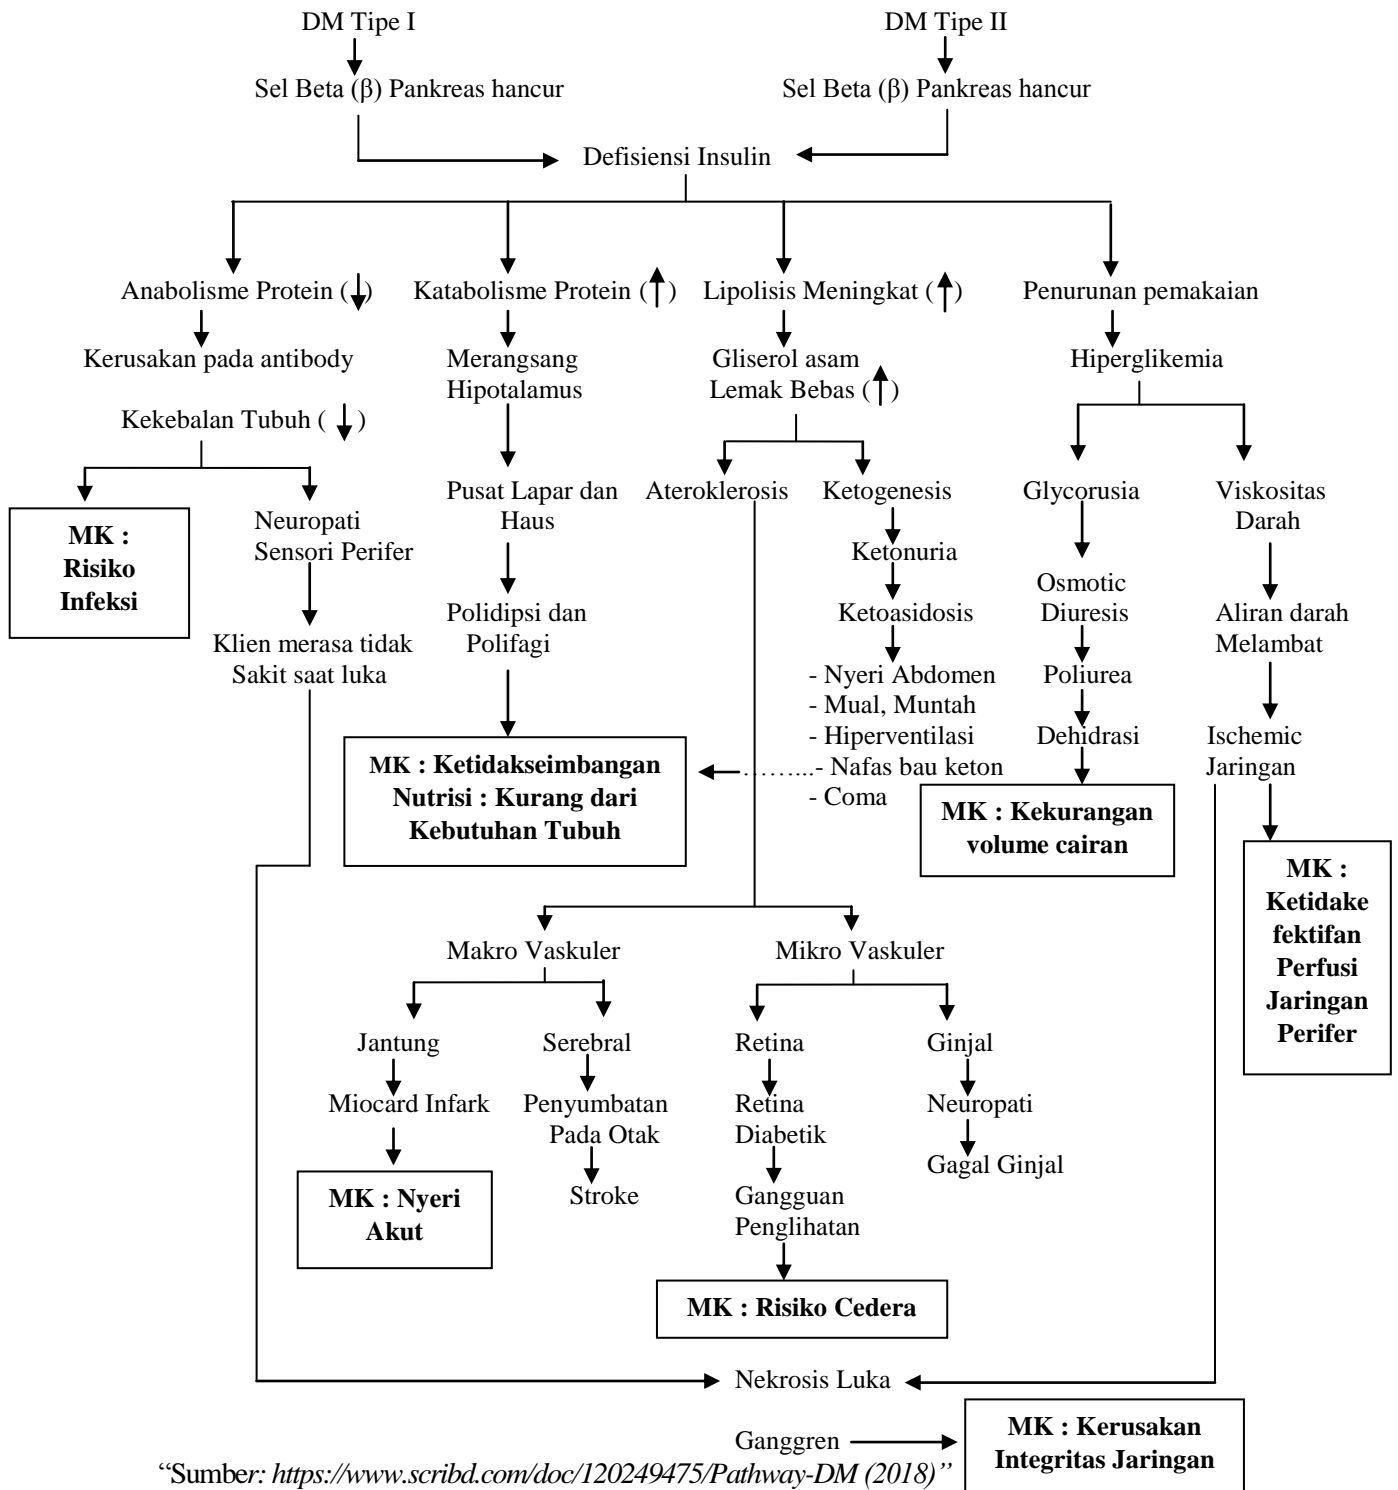 DM Tipe I
DM Tipe II
Sel Beta (β) Pankreas hancur
Sel Beta (β) Pankreas hancur
Defisiensi Insulin
Anabolisme Protein (↓)
Katabolisme Protein (↑)
Lipolisis Meningkat (↑)
Penurunan pemakaian
Kerusakan pada antibody
Merangsang
Hipotalamus
Gliserol asam
Lemak Bebas (↑)
Hiperglikemia
Kekebalan Tubuh ( ↓ )
Pusat Lapar dan
Haus
Ateroklerosis
Ketogenesis
Glycorusia
Viskositas
Darah
MK :
Risiko
Infeksi
Neuropati
Sensori Perifer
Ketonuria
Osmotic
Diuresis
Aliran darah
Melambat
Polidipsi dan
Polifagi
Ketoasidosis
Klien merasa tidak
Sakit saat luka
- Nyeri Abdomen
- Mual, Muntah
- Hiperventilasi
………- Nafas bau keton
- Coma
Poliurea
Dehidrasi
Ischemic
Jaringan
MK : Ketidakseimbangan
Nutrisi : Kurang dari
Kebutuhan Tubuh
MK : Kekurangan
volume cairan
MK :
Ketidake
fektifan
Perfusi
Jaringan
Perifer
Makro Vaskuler
Mikro Vaskuler
Jantung
Serebral
Retina
Ginjal
Miocard Infark
Penyumbatan
Pada Otak
Retina
Diabetik
Neuropati
Gagal Ginjal
MK : Nyeri
Akut
Stroke
Gangguan
Penglihatan
MK : Risiko Cedera
Nekrosis Luka
Ganggren
MK : Kerusakan
Integritas Jaringan
“Sumber: https://www.scribd.com/doc/120249475/Pathway-DM (2018)”